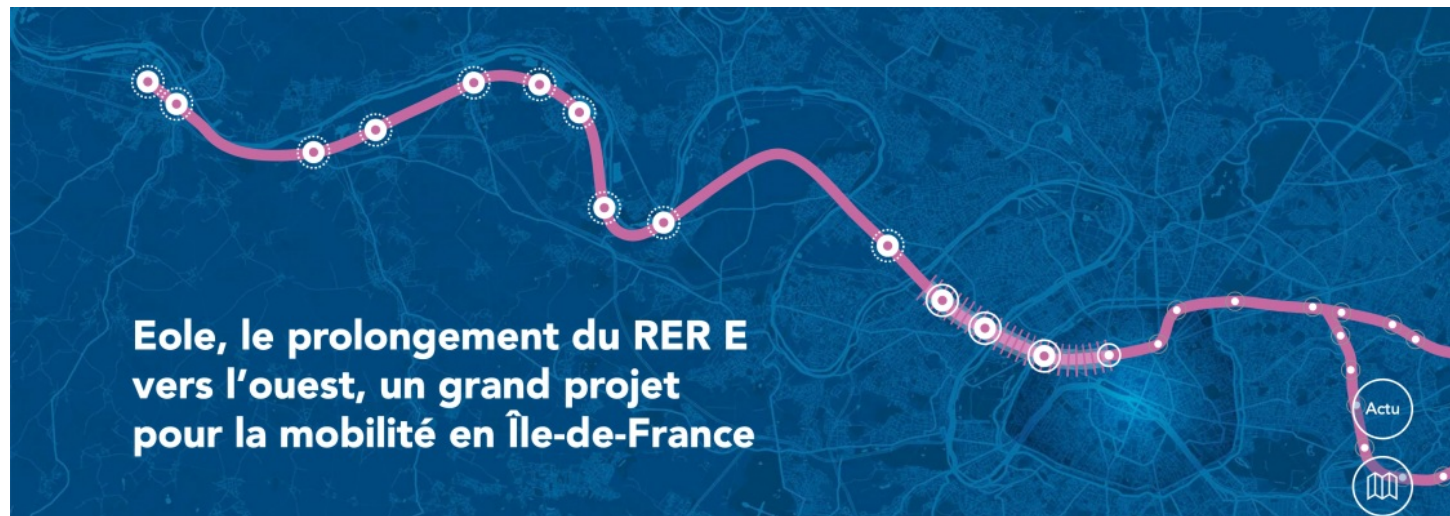 Eole, le prolongement du RER E
vers l'ouest, un grand projet
pour la mobilité en Île-de-France
Actu